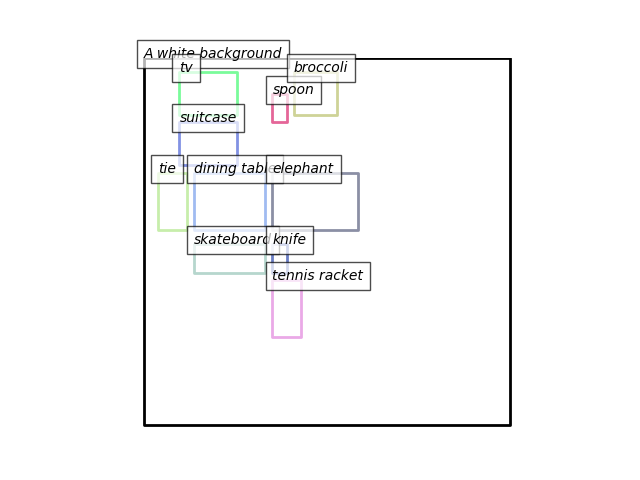 A white background
tv
broccoli
spoon
suitcase
tie
dining table
elephant
skateboard
knife
tennis racket